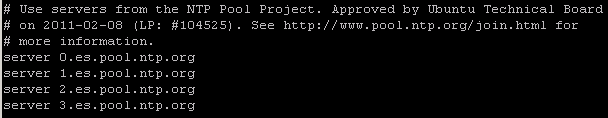 # Use servers from the NTP Pool Project. Approved by Ubuntu Technical Board
# on 2011-02-08 (LP: #104525). See http://www.pool.ntp.org/join.html for
# more information.
server 0.es.pool.ntp.org
server 1.es.pool.ntp.org
server 2.es.pool.ntp.org
server 3.es.pool.ntp.org